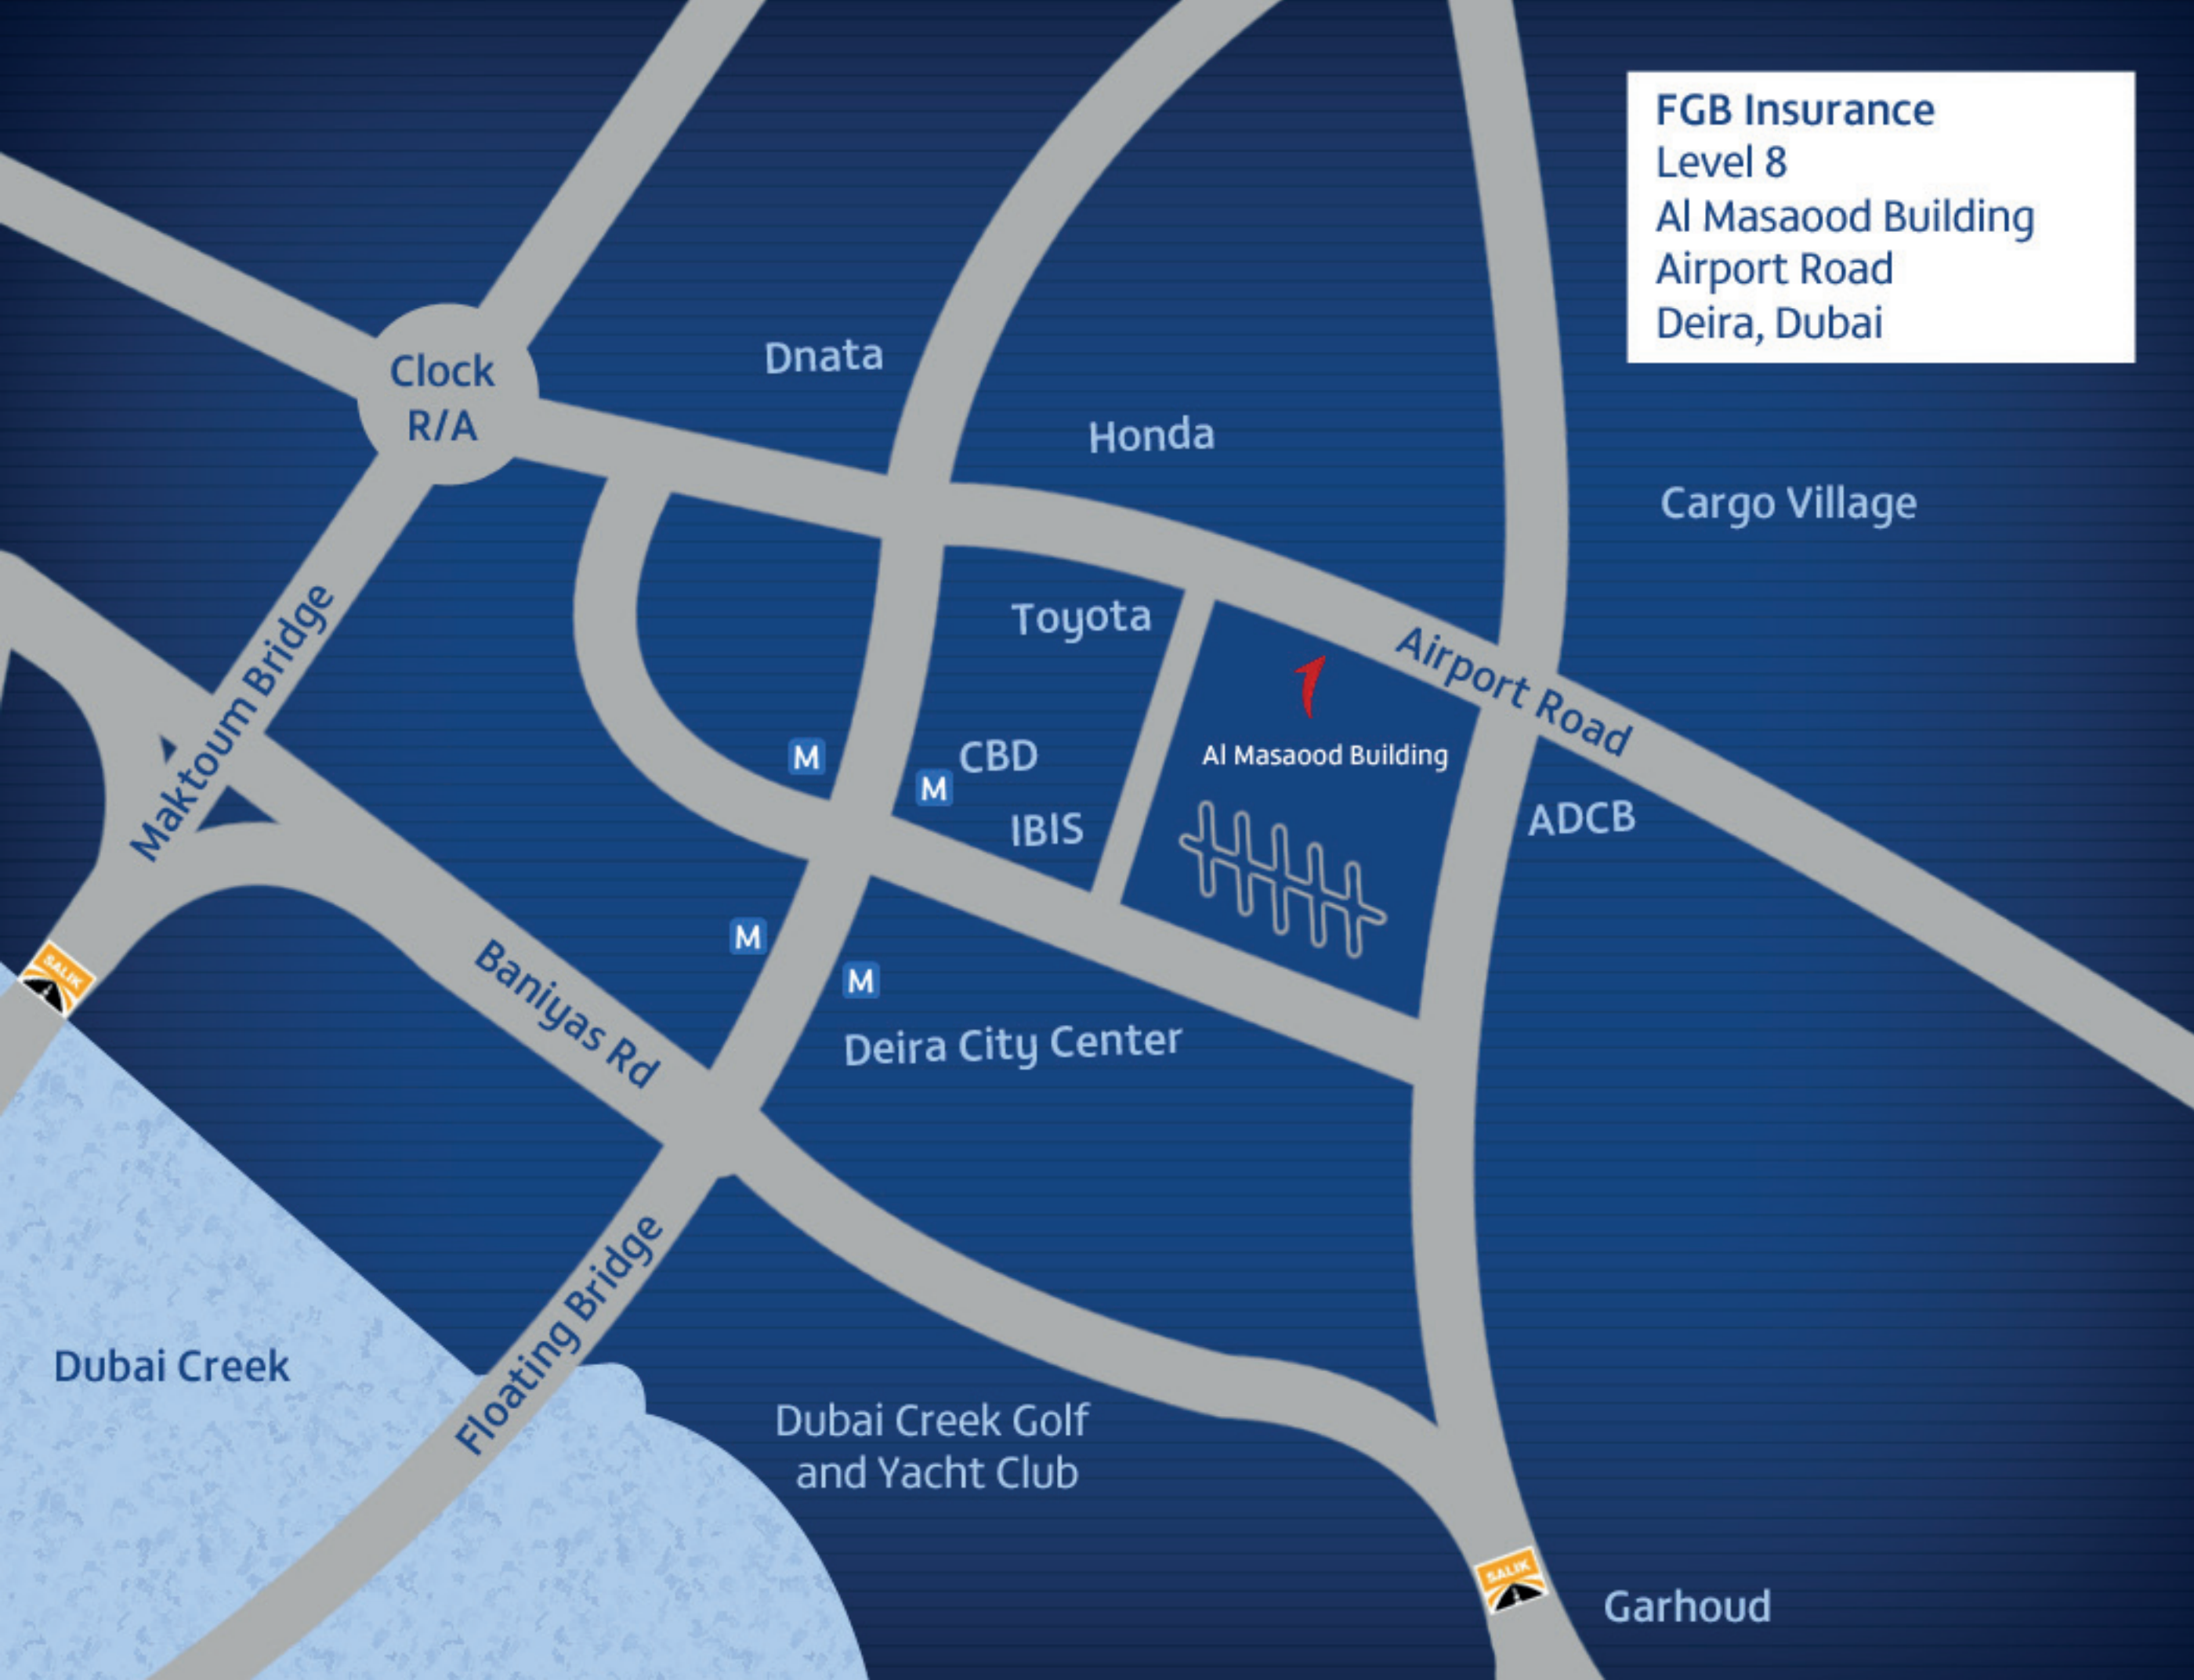 FGB Insurance
Level 8
Al Masaood Building
Airport Road
Deira, Dubai
Clock
R/A
Dnata
Honda
Cargo Village
Maktoum Bridge
Toyota
Airport Road
M
CBD
Al Masaood Building
M
IBIS
ADCB
M
SALIK
M
Baniyas Rd
Deira City Center
Floating Bridge
Dubai Creek
Dubai Creek Golf
and Yacht Club
SALIK
Garhoud